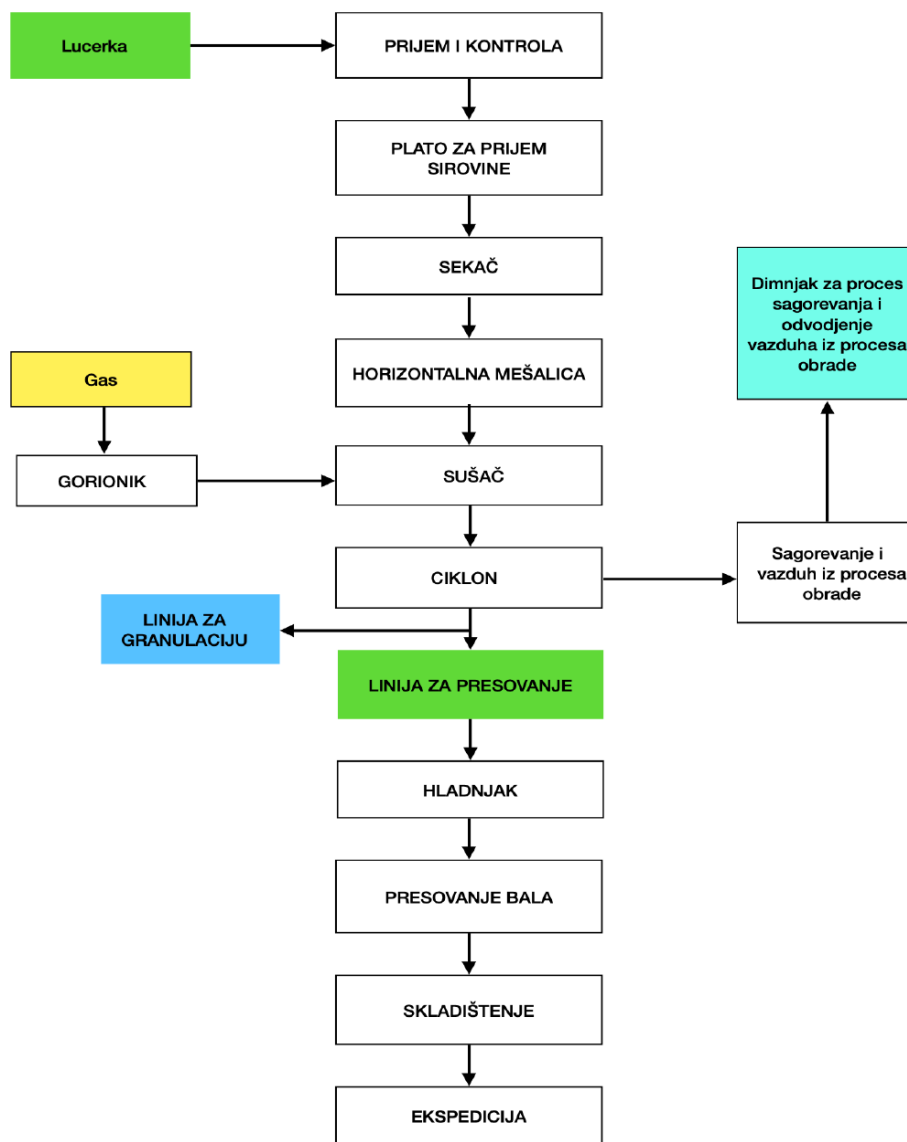 Lucerka
PRIJEM I KONTROLA
PLATO ZA PRIJEM
SIROVINE
SEKAČ
Dimnjak za proces
sagorevanja i
odvodjenje
vazduha iz procesa
obrade
HORIZONTALNA MEŠALICA
Gas
GORIONIK
SUŠAČ
CIKLON
Sagorevanje i
vazduh iz procesa
obrade
LINIJA ZA
GRANULACIJU
LINIJA ZA PRESOVANJE
HLADNJAK
PRESOVANJE BALA
SKLADIŠTENJE
EKSPEDICIJA